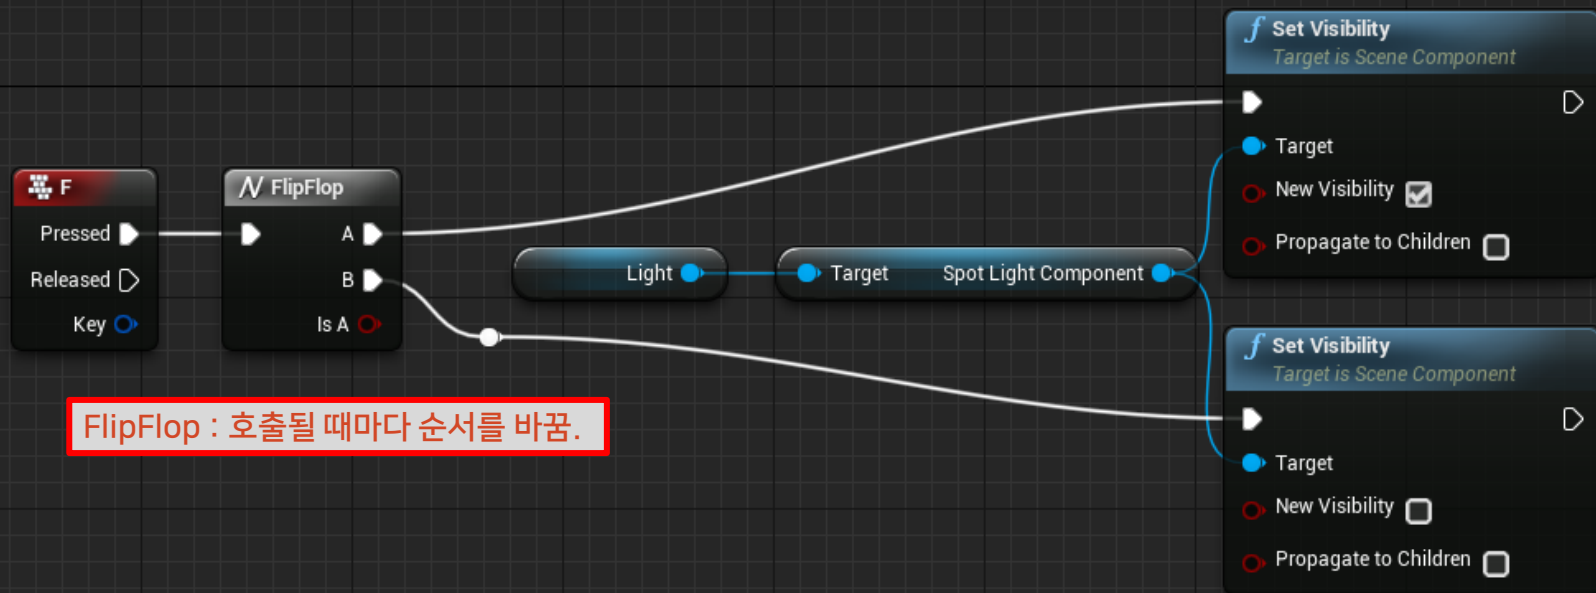 F
Pressed
Released
Key
FlipFlop
A
B
Is A
FlipFlop : 호출될 때마다 순서를 바꿈.
Light
Target Spot Light Component
Set Visibility
Target is Scene Component
Target
New Visibility
Propagate to Children
Set Visibility
Target is Scene Component
Target
New Visibility
Propagate to Children